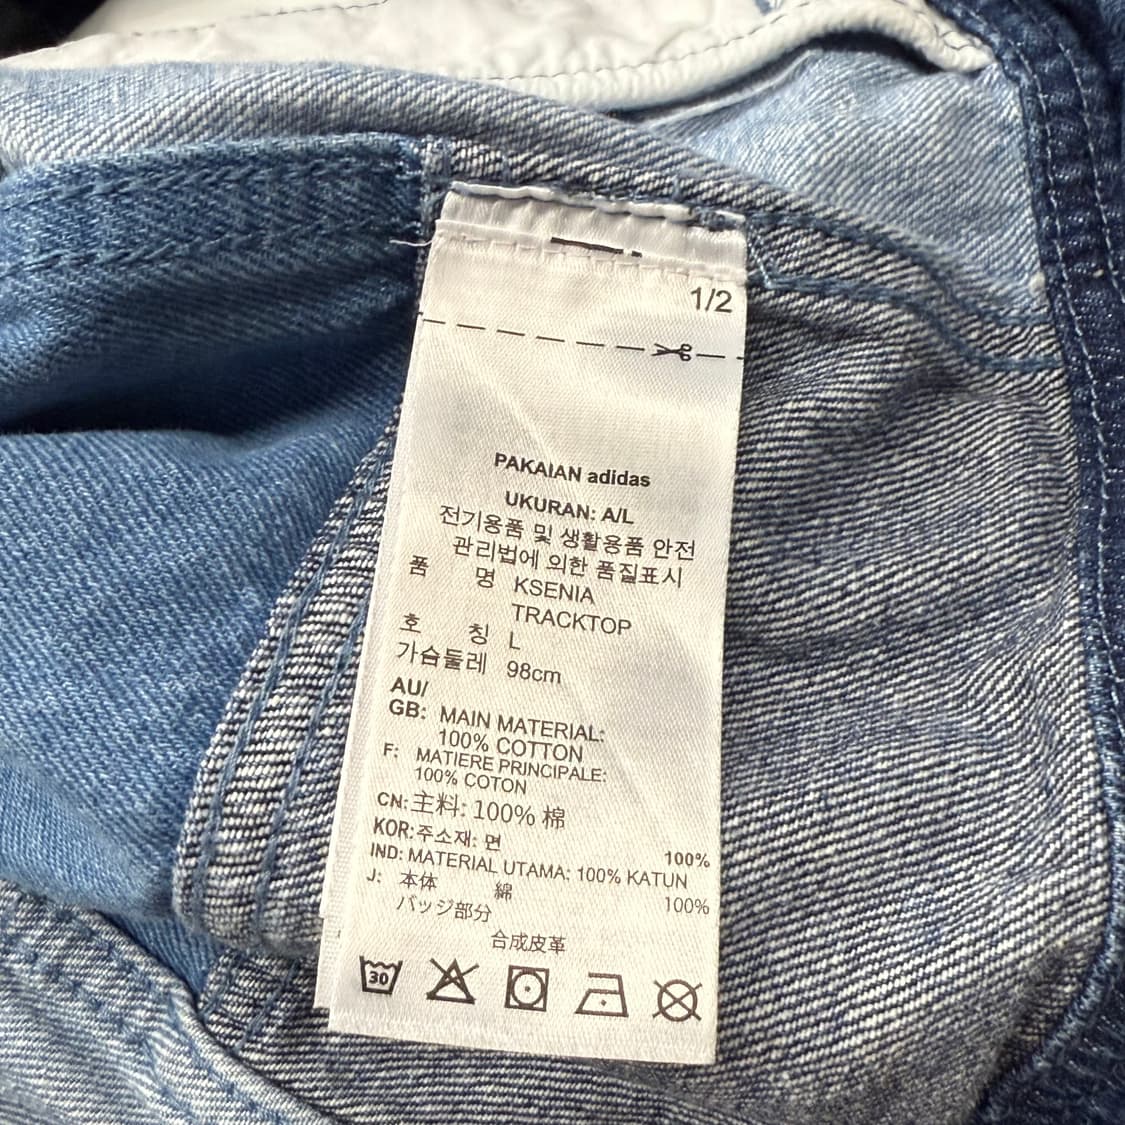 1/2
PAKAIAN adidas
UKURAN: A/L
전기용품 및 생활용품 안전
관리법에 의한 품질표시
품 명 KSENIA
TRACKTOP
호 칭 L
가슴둘레 98cm
AU/
GB: MAIN MATERIAL:
100% COTTON
F: MATIERE PRINCIPALE:
100% COTON
CN: 主料: 100% 棉
KOR: 주소재: 면 100%
IND: MATERIAL UTAMA: 100% KATUN
J: 本体 綿 100%
バッジ部分
合成皮革
30